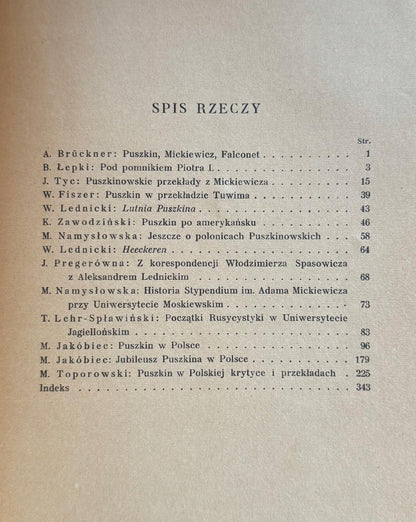 SPIS RZECZY
Str.
A. Brückner: Puszkin, Mickiewicz, Falconet . . . . . . . . . . 1
B. Łepki: Pod pomnikiem Piotra I. . . . . . . . . . . . . . . 3
J. Tyc: Puszkinowskie przekłady z Mickiewicza . . . . . . . . 15
W. Fiszer: Puszkin w przekładzie Tuwima . . . . . . . . . . . 39
W. Lednicki: Lutnia Puszkina . . . . . . . . . . . . . . . . 43
K. Zawodziński: Puszkin po amerykańsku . . . . . . . . . . 46
M. Namysłowska: Jeszcze o polonicach Puszkinowskich . . . . 58
W. Lednicki: Heeckeren . . . . . . . . . . . . . . . . . . . 64
J. Pregerówna: Z korespondencji Włodzimierza Spasowicza
z Aleksandrem Lednickim . . . . . . . . . . . . . . . . 68
M. Namysłowska: Historia Stypendium im. Adama Mickiewicza
przy Uniwersytecie Moskiewskim . . . . . . . . . . . . 73
T. Lehr-Spławiński: Początki Rusycystyki w Uniwersytecie
Jagiellońskim . . . . . . . . . . . . . . . . . . . . . 83
M. Jakóbiec: Puszkin w Polsce . . . . . . . . . . . . . . . 96
M. Jakóbiec: Jubileusz Puszkina w Polsce . . . . . . . . . . 179
M. Toporowski: Puszkin w Polskiej krytyce i przekładach . 225
Indeks . . . . . . . . . . . . . . . . . . . . . . . . . . 343